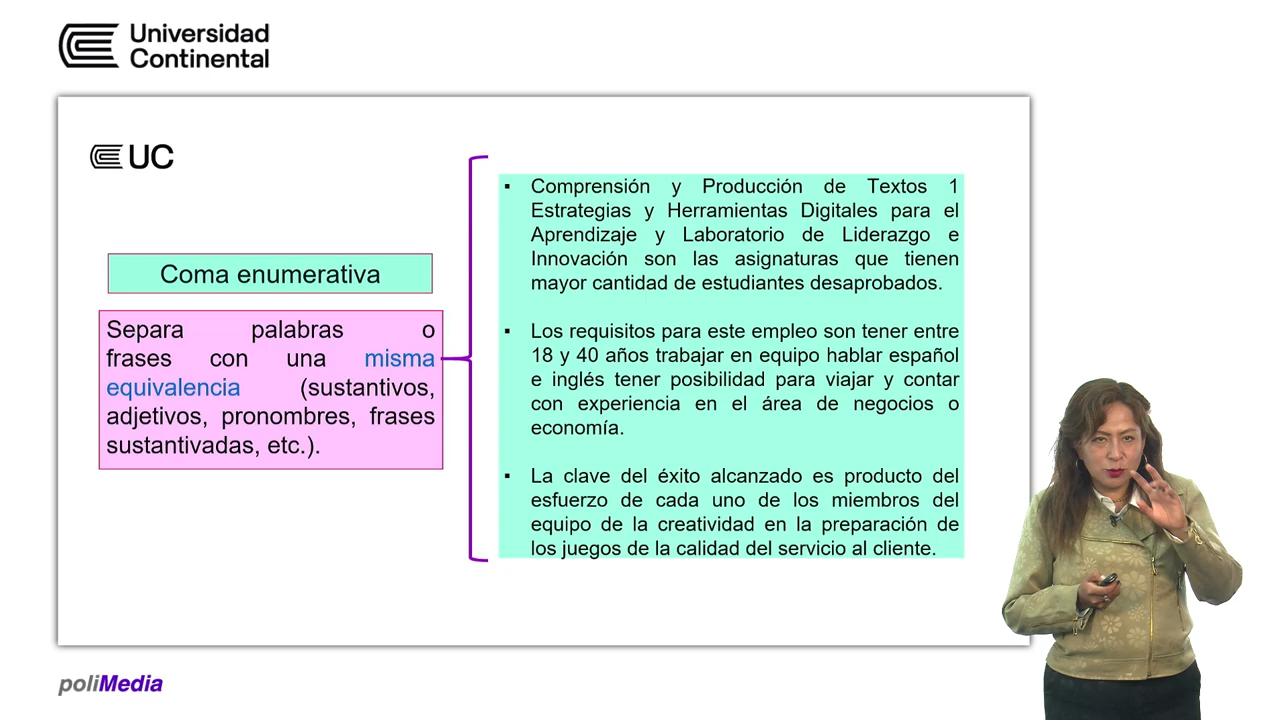 Universidad
Continental
UC
Coma enumerativa
Separa palabras o
frases con una misma
equivalencia (sustantivos,
adjetivos, pronombres, frases
sustantivadas, etc.).
▪ Comprensión y Producción de Textos 1
Estrategias y Herramientas Digitales para el
Aprendizaje y Laboratorio de Liderazgo e
Innovación son las asignaturas que tienen
mayor cantidad de estudiantes desaprobados.
▪ Los requisitos para este empleo son tener entre
18 y 40 años trabajar en equipo hablar español
e inglés tener posibilidad para viajar y contar
con experiencia en el área de negocios o
economía.
▪ La clave del éxito alcanzado es producto del
esfuerzo de cada uno de los miembros del
equipo de la creatividad en la preparación de
los juegos de la calidad del servicio al cliente.
poliMedia